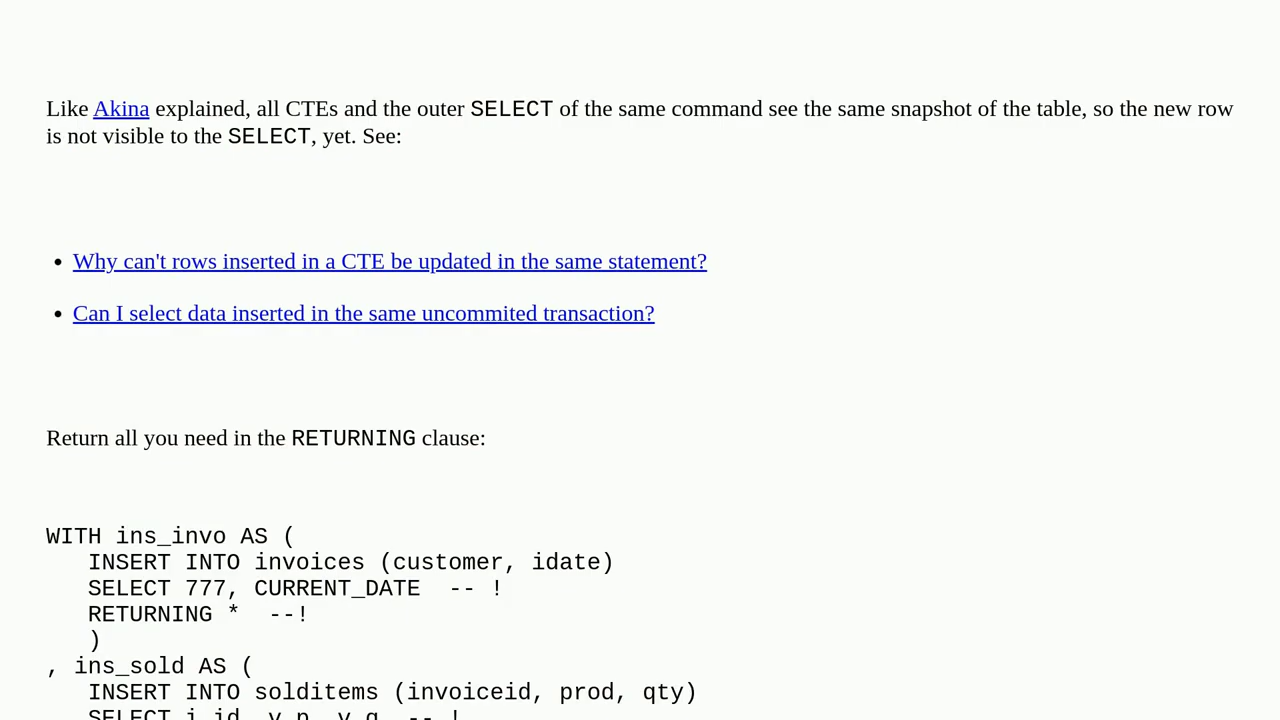 Like Akina explained, all CTEs and the outer SELECT of the same command see the same snapshot of the table, so the new row
is not visible to the SELECT, yet. See:
• Why can't rows inserted in a CTE be updated in the same statement?
• Can I select data inserted in the same uncommited transaction?
Return all you need in the RETURNING clause:
WITH ins_invo AS (
   INSERT INTO invoices (customer, idate)
   SELECT 777, CURRENT_DATE  -- !
   RETURNING *  --!
   )
, ins_sold AS (
   INSERT INTO solditems (invoiceid, prod, qty)
   SELECT i.id, v.p, v.q  -- !